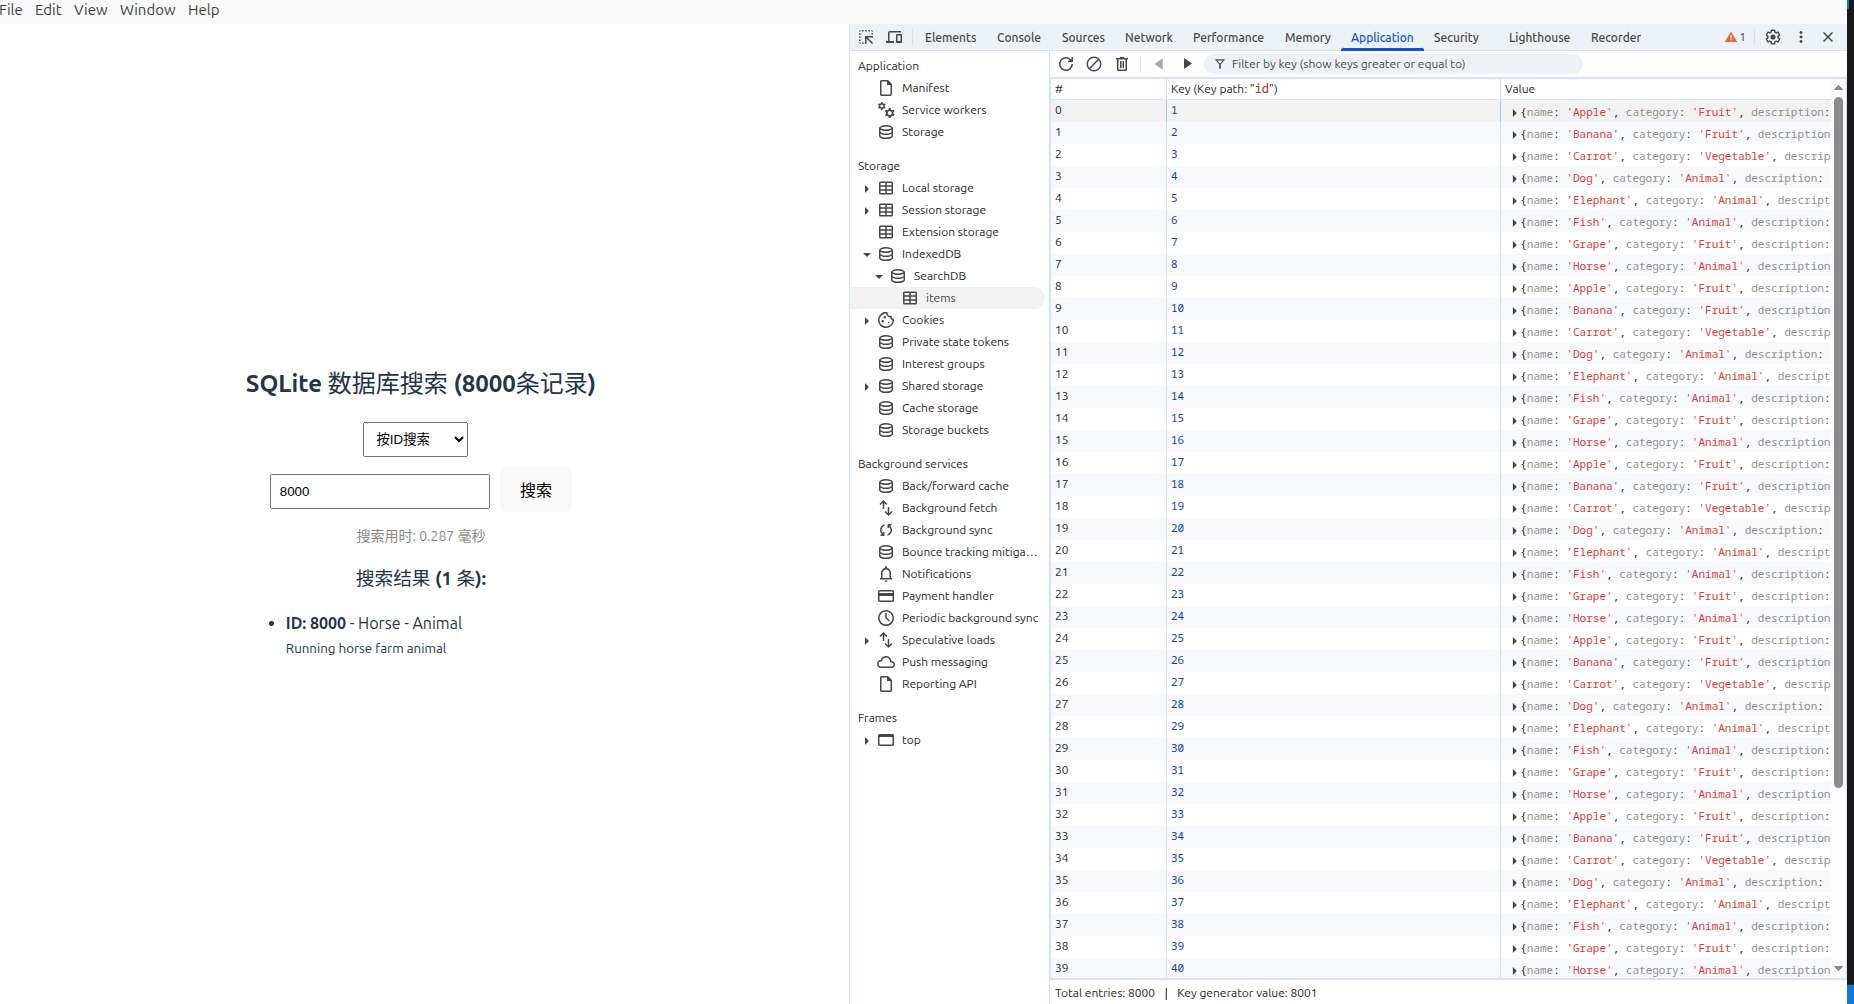 File Edit View Window Help
SQLite 数据库搜索 (8000条记录)
按ID搜索
8000
搜索
搜索用时: 0.287 毫秒
搜索结果 (1 条):
• ID: 8000 - Horse - Animal
Running horse farm animal
Elements Console Sources Network Performance Memory Application Security Lighthouse Recorder 1
Application
Manifest
Service workers
Storage
Storage
Local storage
Session storage
Extension storage
IndexedDB
SearchDB
items
Cookies
Private state tokens
Interest groups
Shared storage
Cache storage
Storage buckets
Background services
Back/forward cache
Background fetch
Background sync
Bounce tracking mitiga...
Notifications
Payment handler
Periodic background sync
Speculative loads
Push messaging
Reporting API
Frames
top
Filter by key (show keys greater or equal to)
# Key (Key path: "id") Value
0 1 {name: 'Apple', category: 'Fruit', description:
1 2 {name: 'Banana', category: 'Fruit', description
2 3 {name: 'Carrot', category: 'Vegetable', descrip
3 4 {name: 'Dog', category: 'Animal', description:
4 5 {name: 'Elephant', category: 'Animal', descript
5 6 {name: 'Fish', category: 'Animal', description:
6 7 {name: 'Grape', category: 'Fruit', description:
7 8 {name: 'Horse', category: 'Animal', description
8 9 {name: 'Apple', category: 'Fruit', description:
9 10 {name: 'Banana', category: 'Fruit', description
10 11 {name: 'Carrot', category: 'Vegetable', descrip
11 12 {name: 'Dog', category: 'Animal', description:
12 13 {name: 'Elephant', category: 'Animal', descript
13 14 {name: 'Fish', category: 'Animal', description:
14 15 {name: 'Grape', category: 'Fruit', description:
15 16 {name: 'Horse', category: 'Animal', description
16 17 {name: 'Apple', category: 'Fruit', description:
17 18 {name: 'Banana', category: 'Fruit', description
18 19 {name: 'Carrot', category: 'Vegetable', descrip
19 20 {name: 'Dog', category: 'Animal', description:
20 21 {name: 'Elephant', category: 'Animal', descript
21 22 {name: 'Fish', category: 'Animal', description:
22 23 {name: 'Grape', category: 'Fruit', description:
23 24 {name: 'Horse', category: 'Animal', description
24 25 {name: 'Apple', category: 'Fruit', description:
25 26 {name: 'Banana', category: 'Fruit', description
26 27 {name: 'Carrot', category: 'Vegetable', descrip
27 28 {name: 'Dog', category: 'Animal', description:
28 29 {name: 'Elephant', category: 'Animal', descript
29 30 {name: 'Fish', category: 'Animal', description:
30 31 {name: 'Grape', category: 'Fruit', description:
31 32 {name: 'Horse', category: 'Animal', description
32 33 {name: 'Apple', category: 'Fruit', description:
33 34 {name: 'Banana', category: 'Fruit', description
34 35 {name: 'Carrot', category: 'Vegetable', descrip
35 36 {name: 'Dog', category: 'Animal', description:
36 37 {name: 'Elephant', category: 'Animal', descript
37 38 {name: 'Fish', category: 'Animal', description:
38 39 {name: 'Grape', category: 'Fruit', description:
39 40 {name: 'Horse', category: 'Animal', description
Total entries: 8000 | Key generator value: 8001